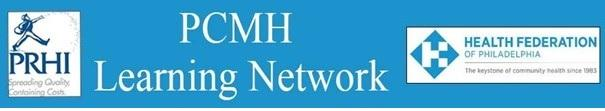 PRHI
Spreading Quality,
Containing Costs.
PCMH
Learning Network
HEALTH FEDERATION
OF PHILADELPHIA
The keystone of community health since 1983